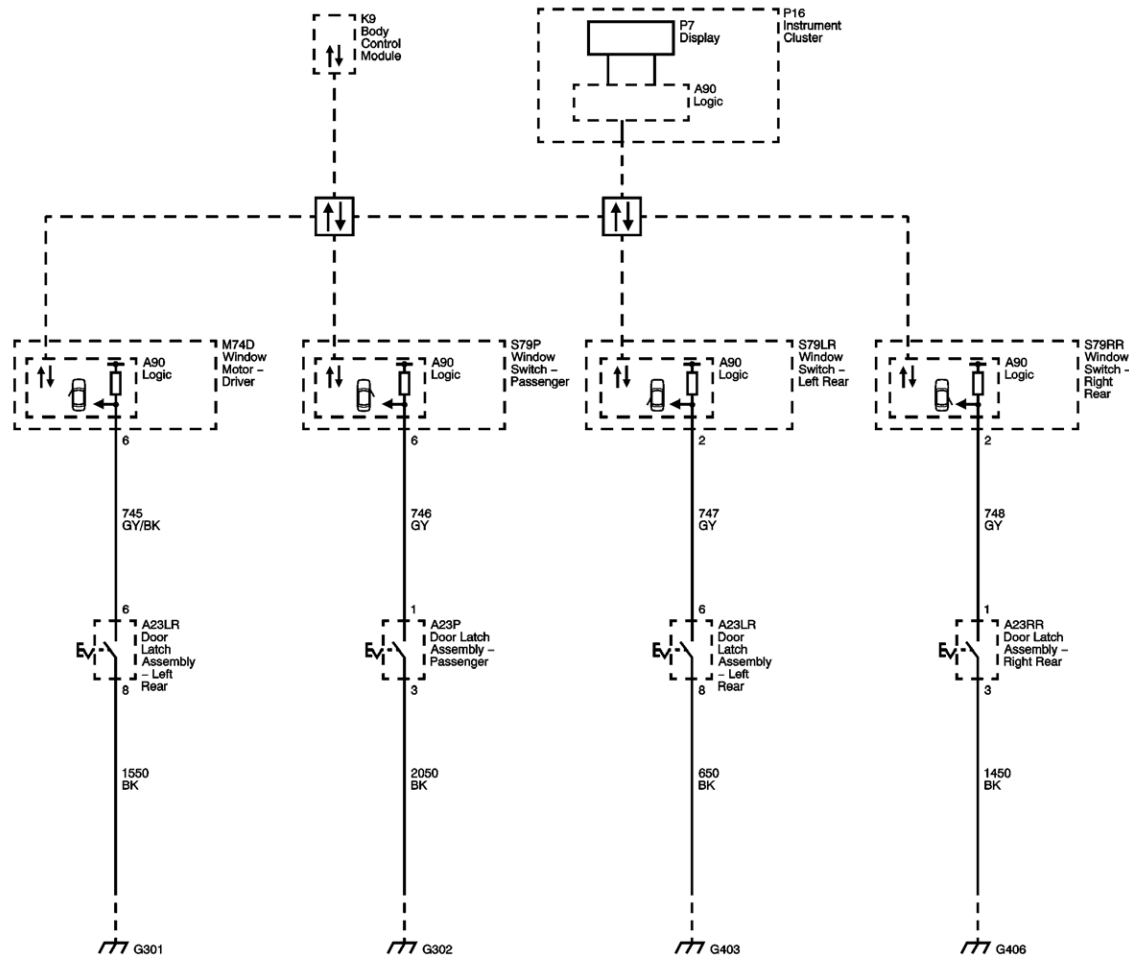 K9
Body
Control
Module
P16
Instrument
Cluster
P7
Display
A90
Logic
A90
Logic
M74D
Window
Motor –
Driver
A90
Logic
S79P
Window
Switch –
Passenger
A90
Logic
S79LR
Window
Switch –
Left Rear
A90
Logic
S79RR
Window
Switch –
Right
Rear
6
6
2
2
745
GY/BK
746
GY
747
GY
748
GY
6
1
6
1
A23LR
Door
Latch
Assembly
– Left
Rear
A23P
Door Latch
Assembly –
Passenger
A23LR
Door
Latch
Assembly
– Left
Rear
A23RR
Door Latch
Assembly –
Right Rear
8
3
8
3
1550
BK
2050
BK
650
BK
1450
BK
G301
G302
G403
G406